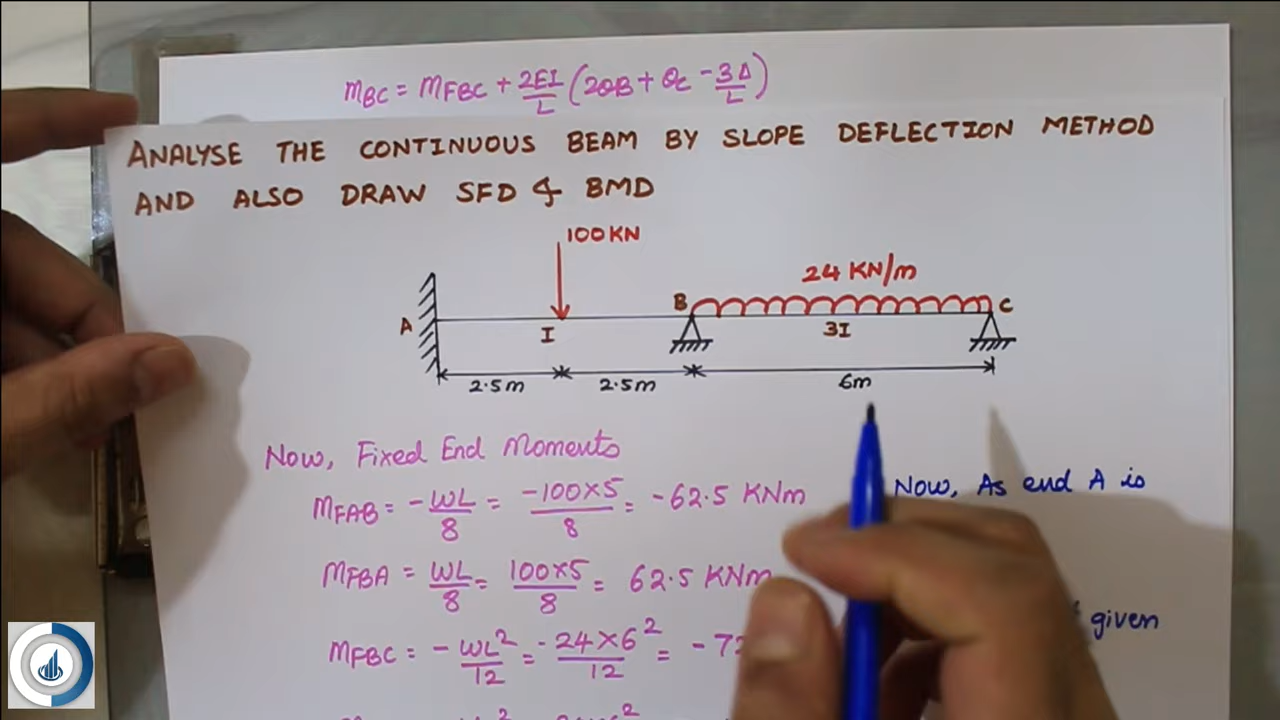 MBC = MFBC + 2EI/L (2θB + θC - 3Δ/L)
ANALYSE THE CONTINUOUS BEAM BY SLOPE DEFLECTION METHOD
AND ALSO DRAW SFD & BMD
100 KN
24 KN/m
A
B
C
I
3I
2.5m
2.5m
6m
Now, Fixed End Moments
MFAB = -WL/8 = -100×5/8 = -62.5 KNm
Now, As end A is
MFBA = WL/8 = 100×5/8 = 62.5 KNm
given
MFBC = - WL²/12 = -24×6²/12 = -72